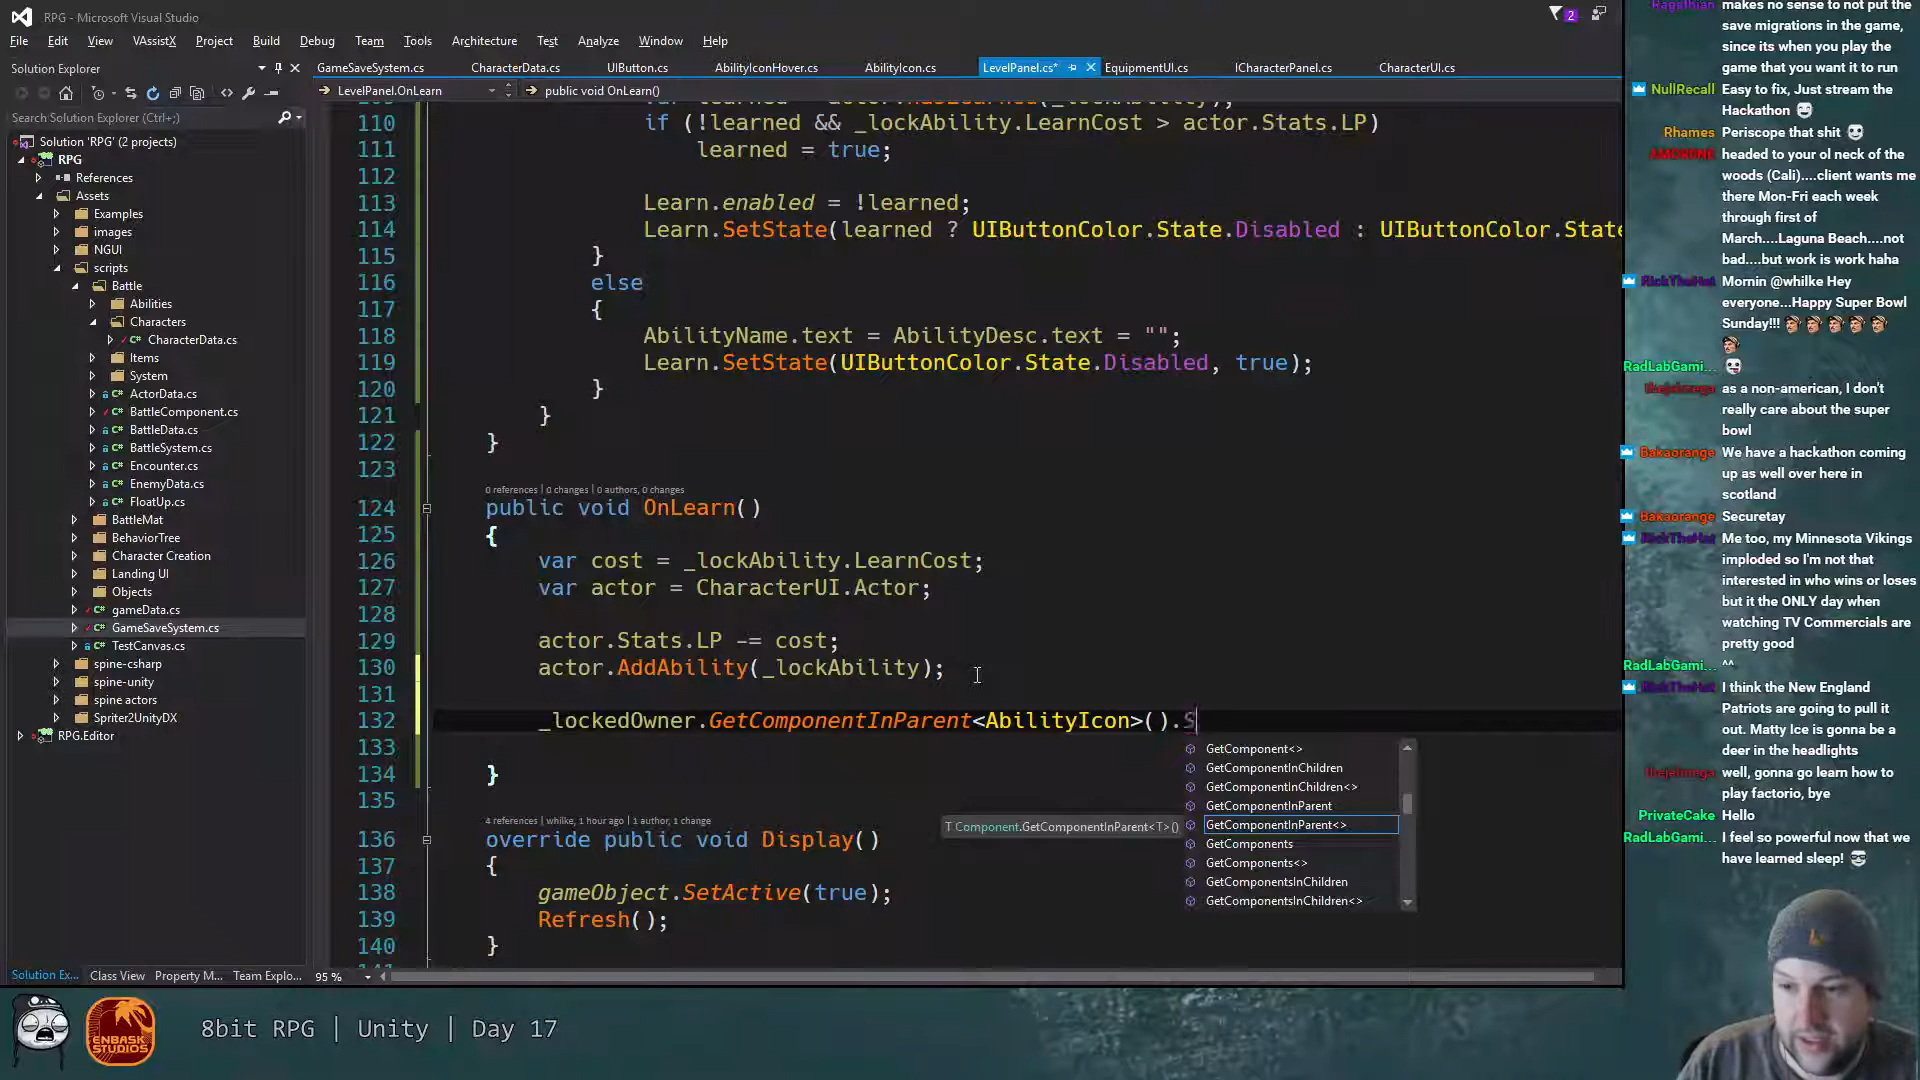 RPG - Microsoft Visual Studio
2
File Edit View VAssistX Project Build Debug Team Tools Architecture Test Analyze Window Help
Solution Explorer
GameSaveSystem.cs CharacterData.cs UIButton.cs AbilityIconHover.cs AbilityIcon.cs LevelPanel.cs* EquipmentUI.cs ICharacterPanel.cs CharacterUI.cs
LevelPanel.OnLearn public void OnLearn()
Search Solution Explorer (Ctrl+;)
Solution 'RPG' (2 projects)
RPG
References
Assets
Examples
images
NGUI
scripts
Battle
Abilities
Characters
CharacterData.cs
Items
System
ActorData.cs
BattleComponent.cs
BattleData.cs
BattleSystem.cs
Encounter.cs
EnemyData.cs
FloatUp.cs
BattleMat
BehaviorTree
Character Creation
Landing UI
Objects
gameData.cs
GameSaveSystem.cs
TestCanvas.cs
spine-csharp
spine-unity
spine actors
Spriter2UnityDX
RPG.Editor
Solution Ex... Class View Property M... Team Explo...
110 if (!learned && _lockAbility.LearnCost > actor.Stats.LP)
111 learned = true;
112
113 Learn.enabled = !learned;
114 Learn.SetState(learned ? UIButtonColor.State.Disabled : UIButtonColor.State
115 }
116 else
117 {
118 AbilityName.text = AbilityDesc.text = "";
119 Learn.SetState(UIButtonColor.State.Disabled, true);
120 }
121 }
122 }
123
0 references | 0 changes | 0 authors, 0 changes
124 public void OnLearn()
125 {
126 var cost = _lockAbility.LearnCost;
127 var actor = CharacterUI.Actor;
128
129 actor.Stats.LP -= cost;
130 actor.AddAbility(_lockAbility);
131
132 _lockedOwner.GetComponentInParent<AbilityIcon>().S
133
134 }
135
4 references | whilke, 1 hour ago | 1 author, 1 change
136 override public void Display()
137 {
138 gameObject.SetActive(true);
139 Refresh();
140 }
GetComponent<>
GetComponentInChildren
GetComponentInChildren<>
GetComponentInParent
GetComponentInParent<>
GetComponents
GetComponents<>
GetComponentsInChildren
GetComponentsInChildren<>
T Component.GetComponentInParent<T>()
95 %
makes no sense to not put the
save migrations in the game,
since its when you play the
game that you want it to run
NullRecall Easy to fix, Just stream the
Hackathon
Rhames Periscope that shit
headed to your ol neck of the
woods (Cali)....client wants me
there Mon-Fri each week
through first of
March....Laguna Beach....not
bad....but work is work haha
RickTheHat Mornin @whilke Hey
everyone...Happy Super Bowl
Sunday!!!
RadLabGami...
as a non-american, I don't
really care about the super
bowl
Bakaorange We have a hackathon coming
up as well over here in
scotland
Bakaorange Securetay
RickTheHat Me too, my Minnesota Vikings
imploded so I'm not that
interested in who wins or loses
but it the ONLY day when
watching TV Commercials are
pretty good
RadLabGami... ^^
RickTheHat I think the New England
Patriots are going to pull it
out. Matty Ice is gonna be a
deer in the headlights
well, gonna go learn how to
play factorio, bye
PrivateCake Hello
RadLabGami... I feel so powerful now that we
have learned sleep!
ENBASK
STUDIOS
8bit RPG | Unity | Day 17